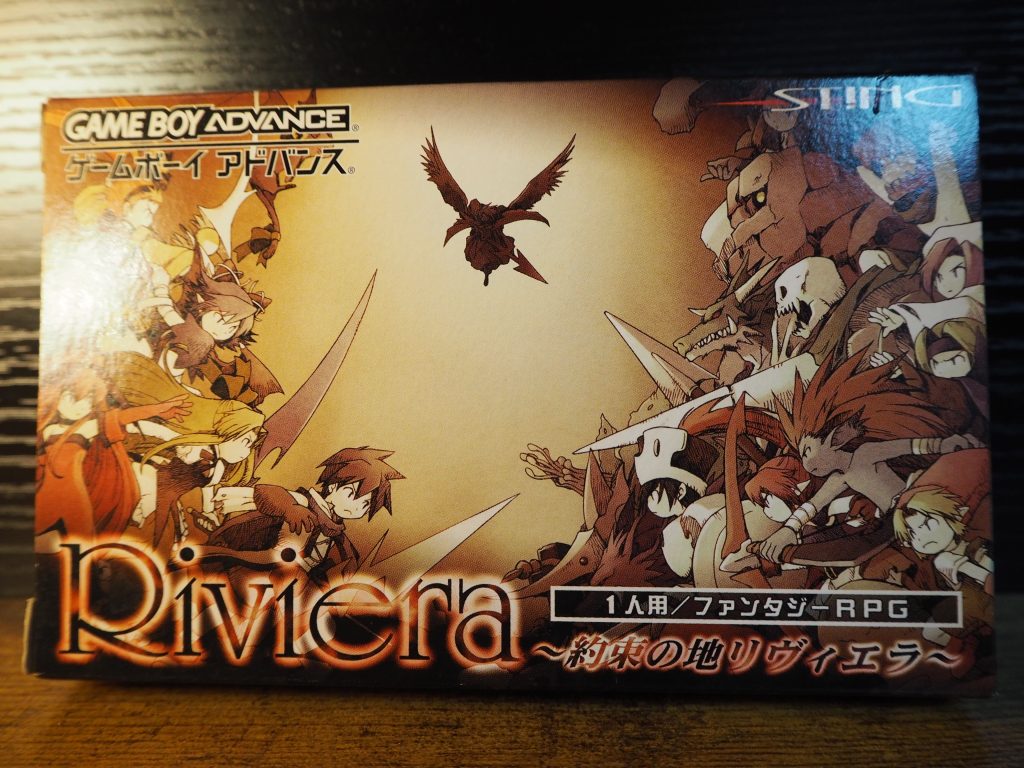 GAME BOY ADVANCE®
ゲームボーイ アドバンス®
STING
Riviera
1人用/ファンタジーRPG
~約束の地リヴィエラ~